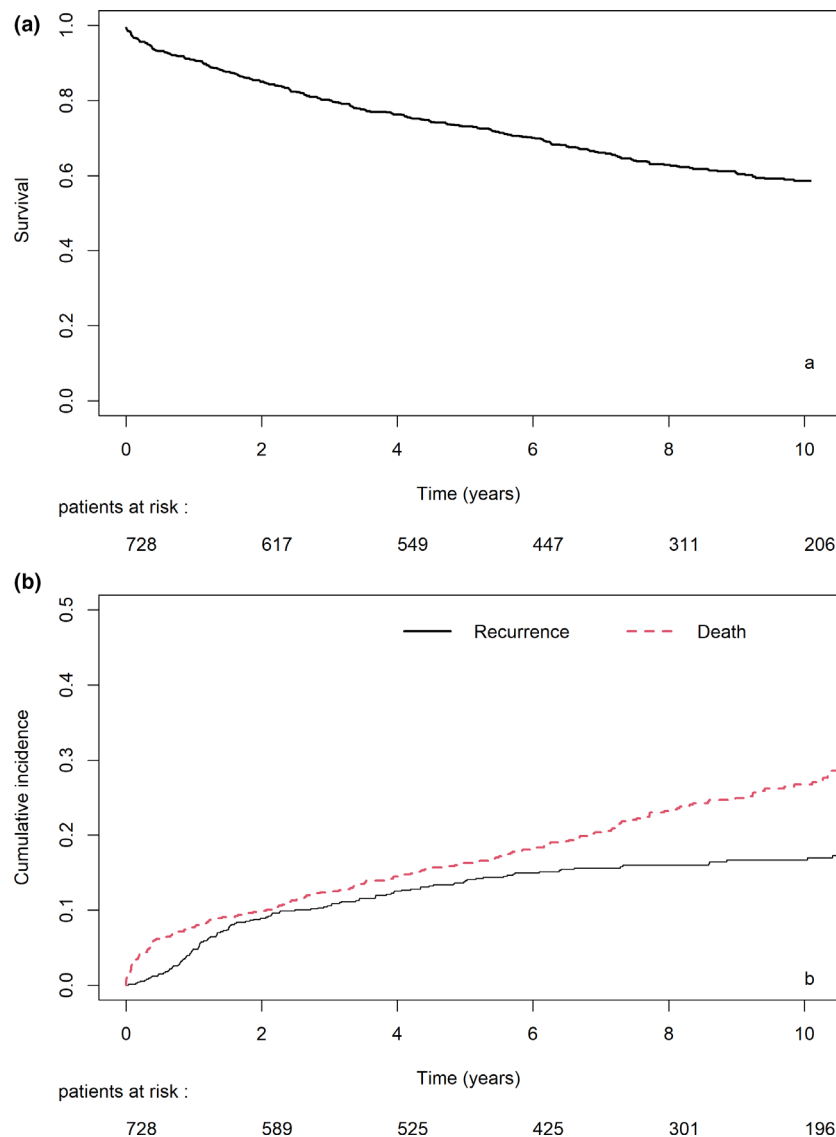 (a)
Survival
1.0
0.8
0.6
0.4
0.2
0.0
a
0 2 4 6 8 10
Time (years)
patients at risk :
728 617 549 447 311 206
(b)
Cumulative incidence
0.5
0.4
0.3
0.2
0.1
0.0
Recurrence Death
b
0 2 4 6 8 10
Time (years)
patients at risk :
728 589 525 425 301 196